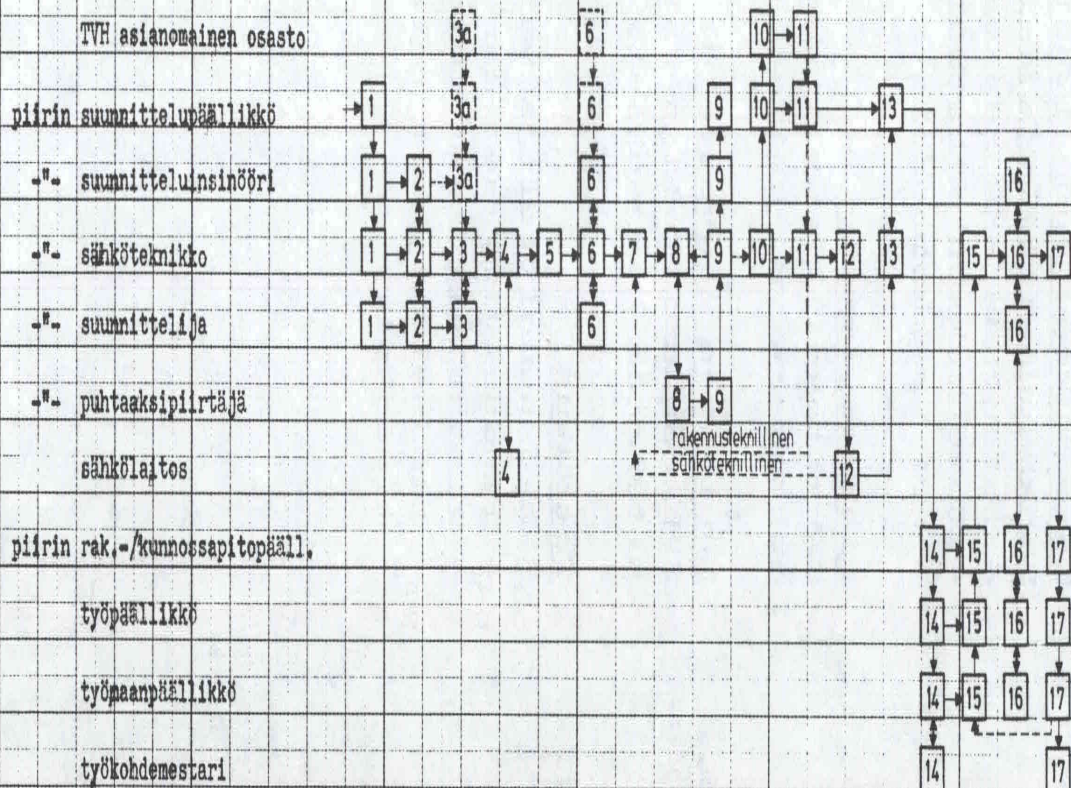 TVH asianomainen osasto 3a 6 10 11
piirin suunnittelupäällikkö 1 3a 6 9 10 11 13
-"- suunnitteluinsinööri 1 2 3a 6 9 16
-"- sähköteknikko 1 2 3 4 5 6 7 8 9 10 11 12 13 15 16 17
-"- suunnittelija 1 2 3 6 16
-"- puhtaaksipiirtäjä 8 9
rakennusteknillinen
sähkölaitos 4 sähköteknillinen 12
piirin rak.-/kunnossapitopääll. 14 15 16 17
työpäällikkö 14 15 16 17
työmaanpäällikkö 14 15 16 17
työkohdemestari 14 17